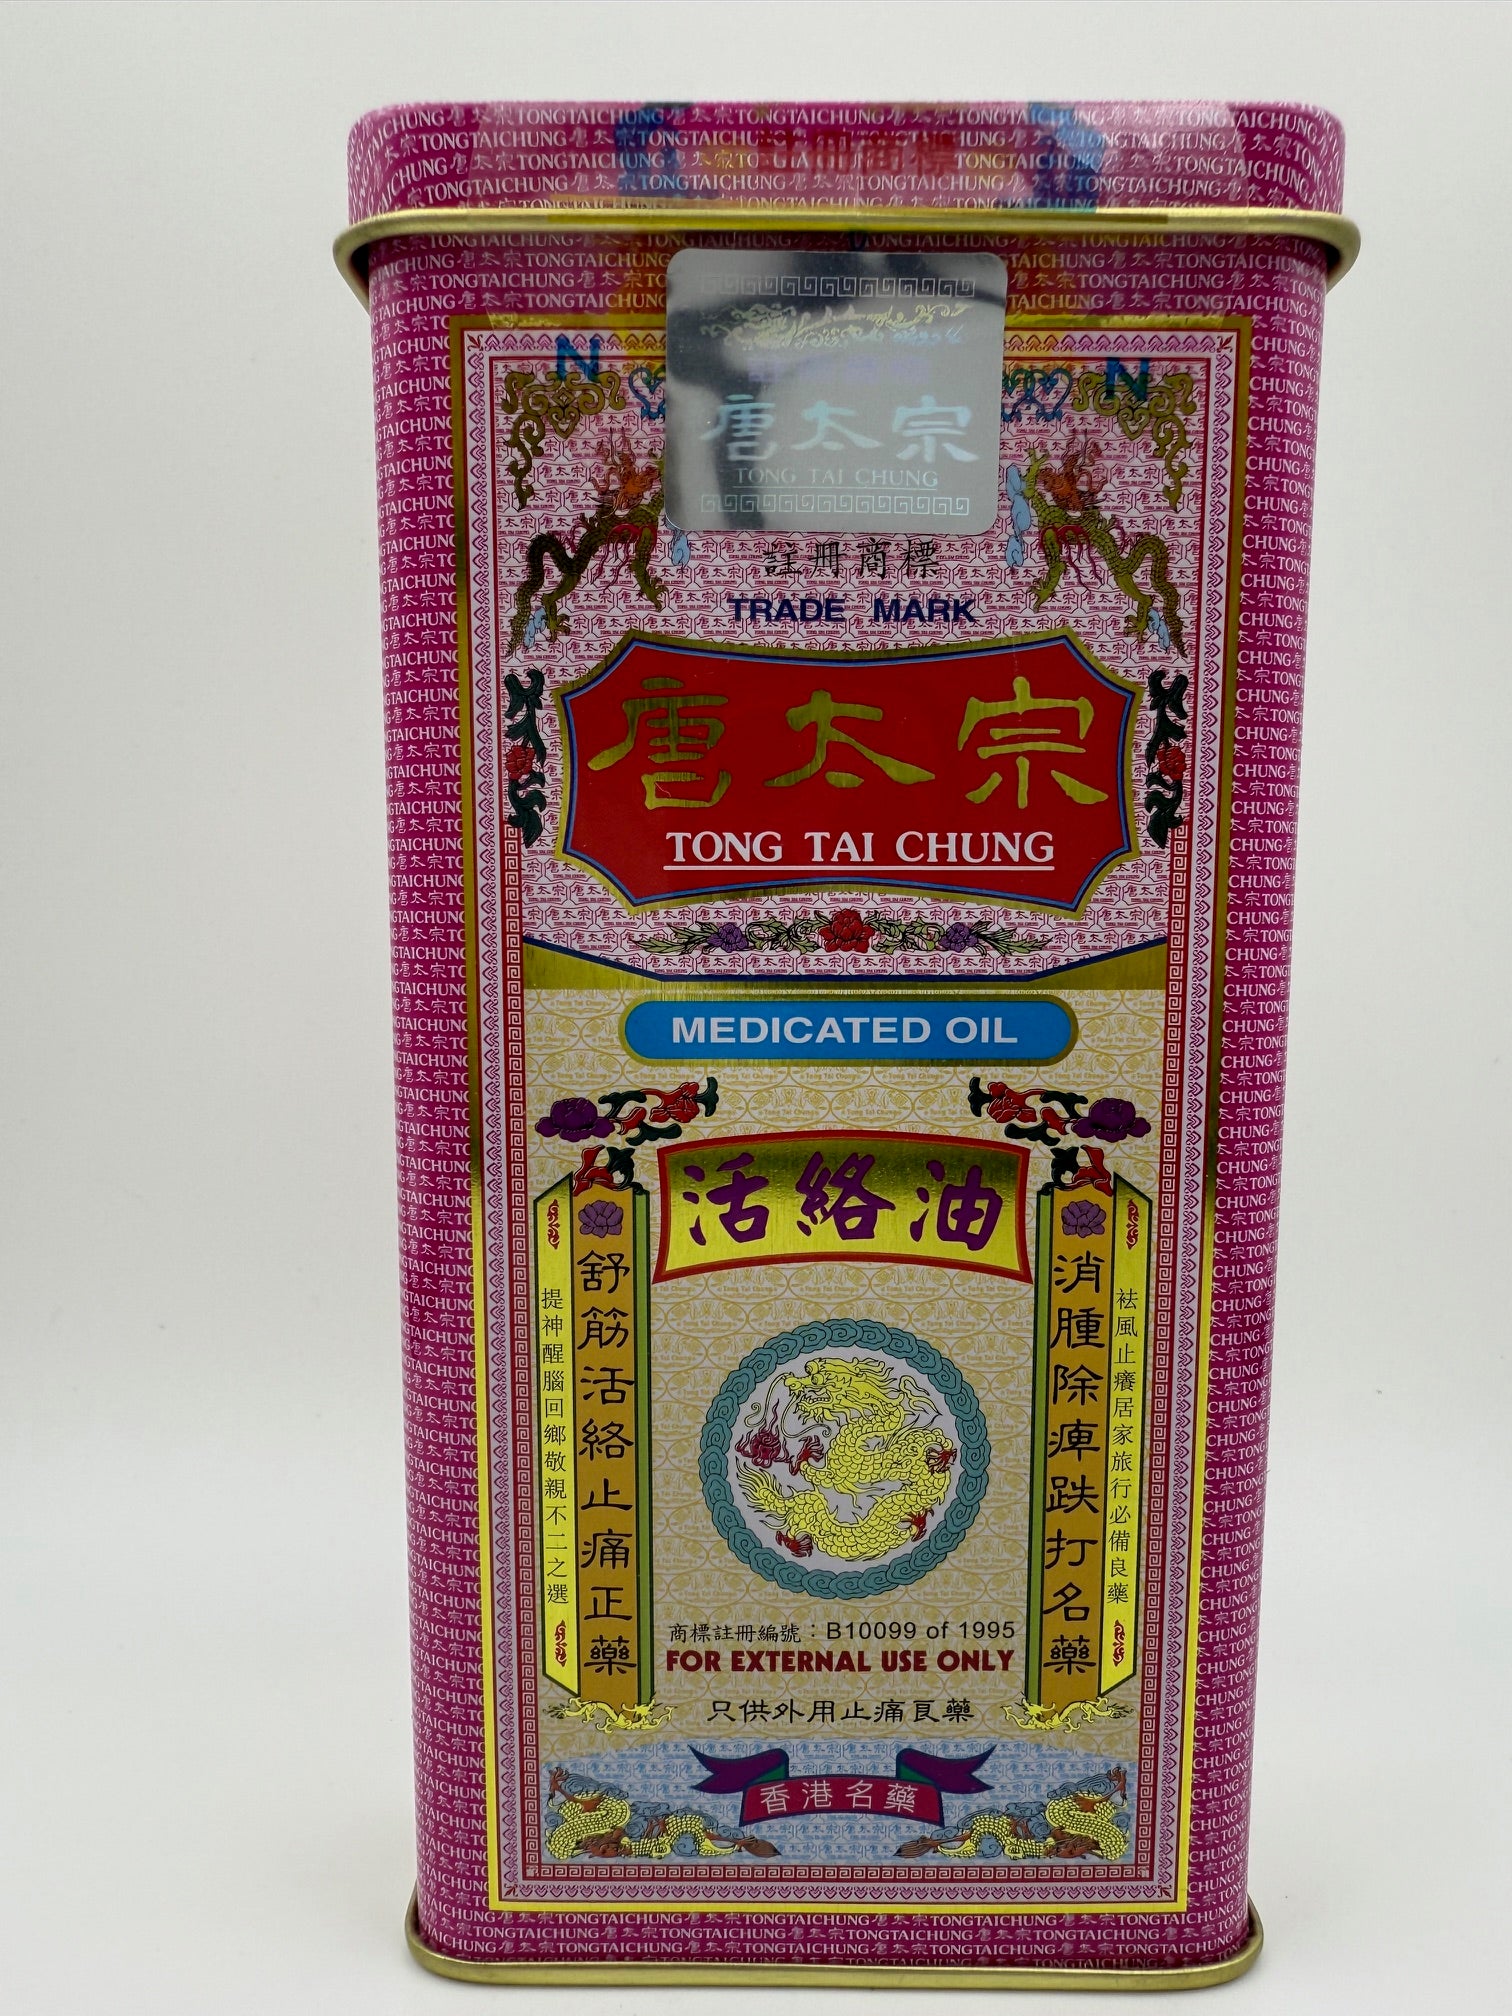 唐太宗
TONG TAI CHUNG
註冊商標
TRADE MARK
唐太宗
TONG TAI CHUNG
MEDICATED OIL
活絡油
消腫除痺跌打名藥
祛風止癢居家旅行必備良藥
舒筋活絡止痛正藥
提神醒腦回鄉敬親不二之選
商標註冊編號：B10099 of 1995
FOR EXTERNAL USE ONLY
只供外用止痛良藥
香港名藥